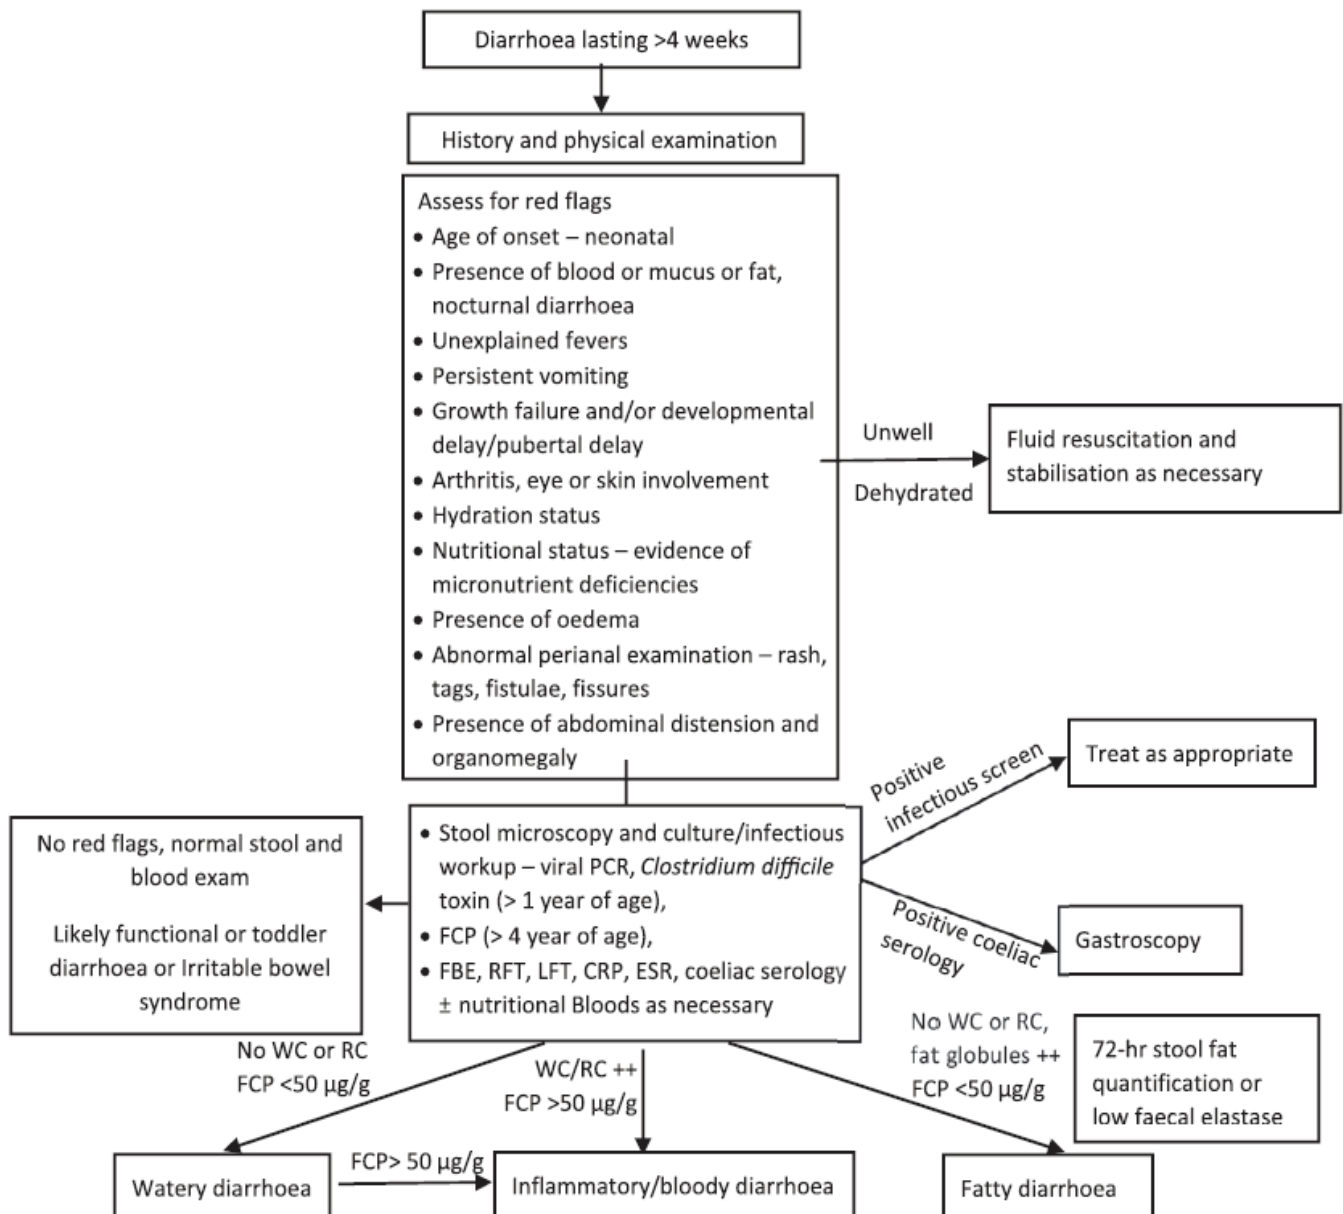 Diarrhoea lasting >4 weeks
History and physical examination
Assess for red flags
• Age of onset – neonatal
• Presence of blood or mucus or fat,
nocturnal diarrhoea
• Unexplained fevers
• Persistent vomiting
• Growth failure and/or developmental
delay/pubertal delay
• Arthritis, eye or skin involvement
• Hydration status
• Nutritional status – evidence of
micronutrient deficiencies
• Presence of oedema
• Abnormal perianal examination – rash,
tags, fistulae, fissures
• Presence of abdominal distension and
organomegaly
Unwell
Dehydrated
Fluid resuscitation and
stabilisation as necessary
• Stool microscopy and culture/infectious
workup – viral PCR, Clostridium difficile
toxin (> 1 year of age),
• FCP (> 4 year of age),
• FBE, RFT, LFT, CRP, ESR, coeliac serology
± nutritional Bloods as necessary
Positive
infectious screen
Treat as appropriate
Positive coeliac
serology
Gastroscopy
No red flags, normal stool and
blood exam
Likely functional or toddler
diarrhoea or Irritable bowel
syndrome
No WC or RC
FCP <50 µg/g
WC/RC ++
FCP >50 µg/g
No WC or RC,
fat globules ++
FCP <50 µg/g
72-hr stool fat
quantification or
low faecal elastase
Watery diarrhoea
FCP> 50 µg/g
Inflammatory/bloody diarrhoea
Fatty diarrhoea